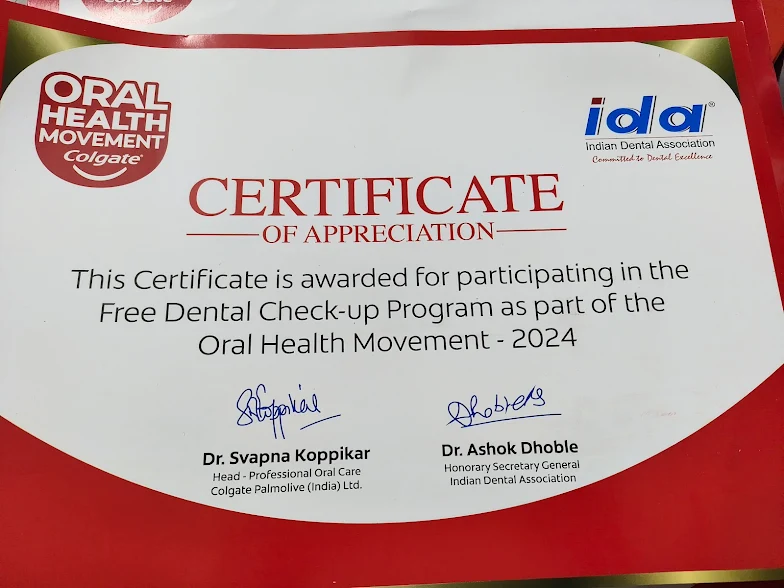 Colgate
ORAL
HEALTH
MOVEMENT
Colgate®
ida®
Indian Dental Association
Committed to Dental Excellence
CERTIFICATE
OF APPRECIATION
This Certificate is awarded for participating in the
Free Dental Check-up Program as part of the
Oral Health Movement - 2024
Dr. Svapna Koppikar
Head - Professional Oral Care
Colgate Palmolive (India) Ltd.
Dr. Ashok Dhoble
Honorary Secretary General
Indian Dental Association